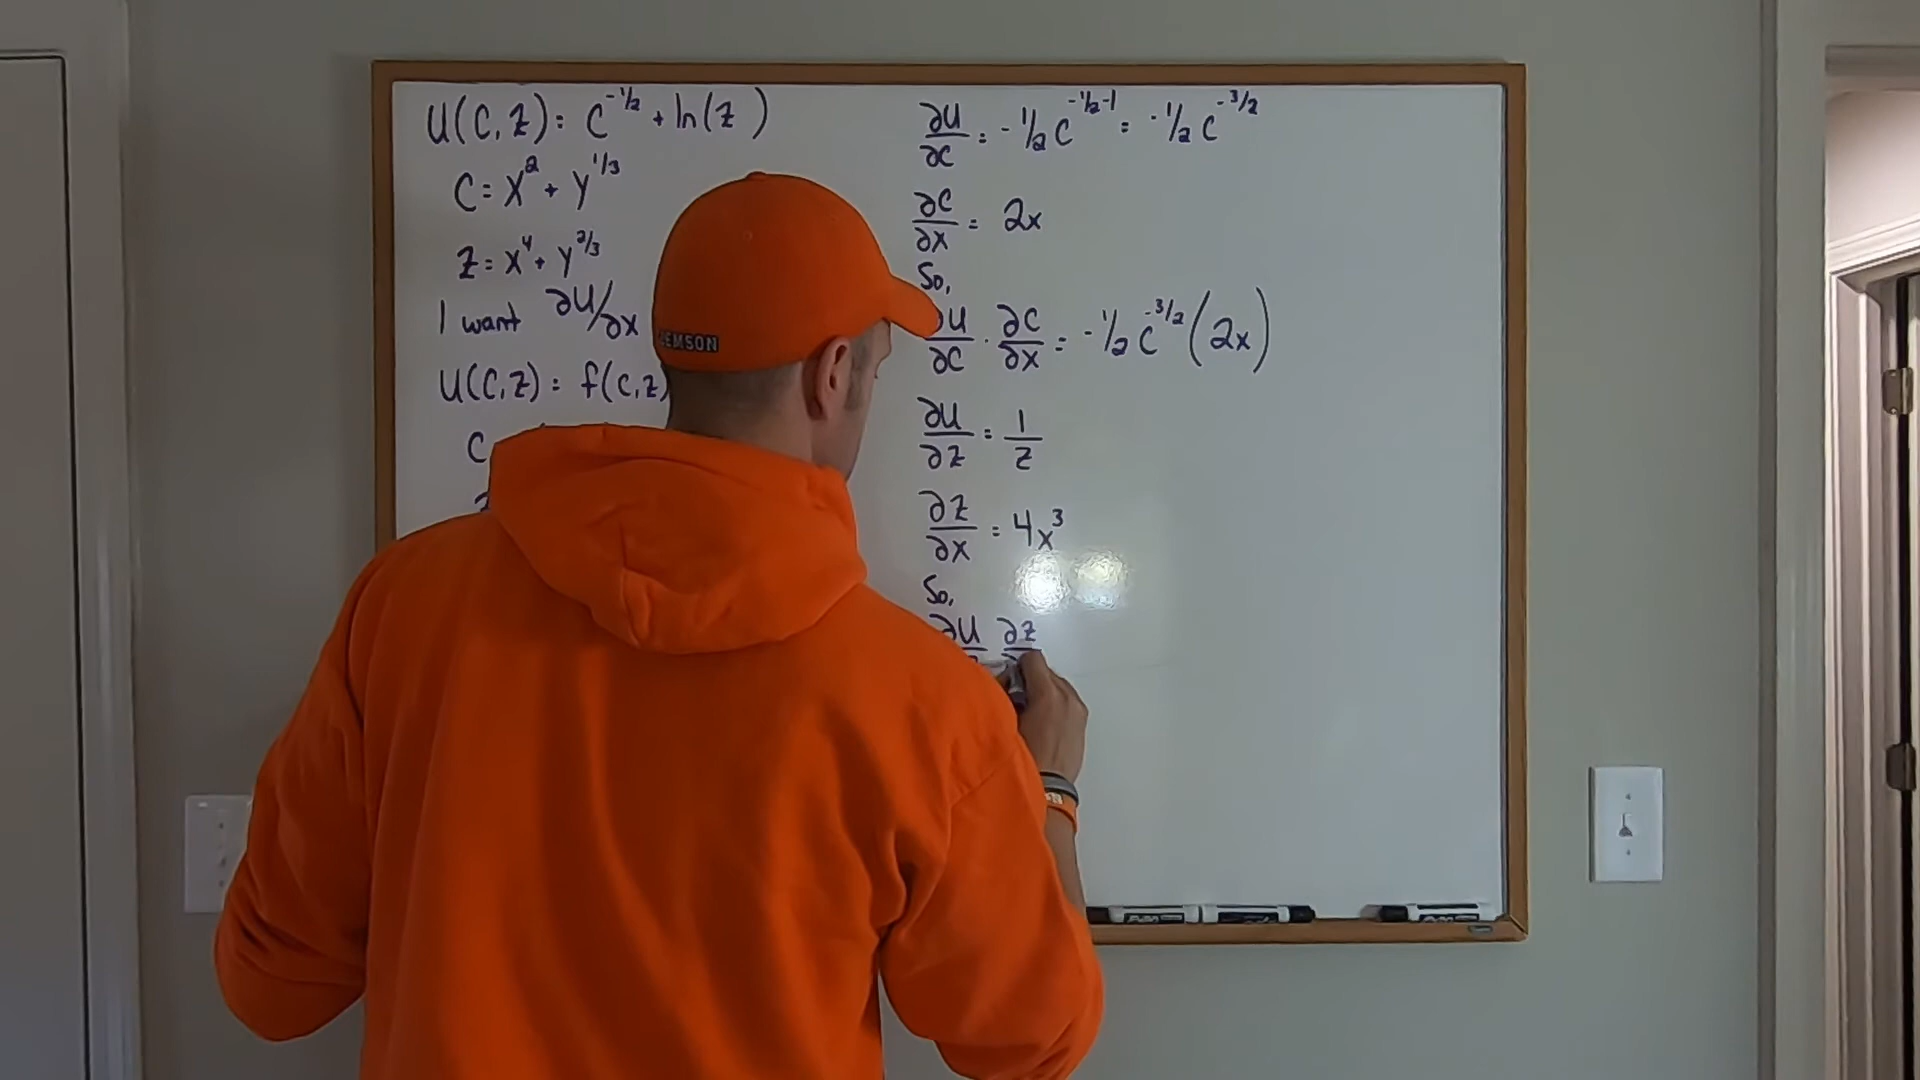 U(C,Z) = C^{-1/2} + ln(Z)
C = X^2 + Y^{1/3}
Z = X^4 + Y^{2/3}
I want ∂U/∂X
U(C,Z) = f(C,Z)
C
∂U/∂C = -1/2 C^{-1/2-1} = -1/2 C^{-3/2}
∂C/∂X = 2x
So,
∂U/∂C · ∂C/∂X = -1/2 C^{-3/2} (2x)
∂U/∂Z = 1/Z
∂Z/∂X = 4x^3
So,
∂U ∂Z
EMSON